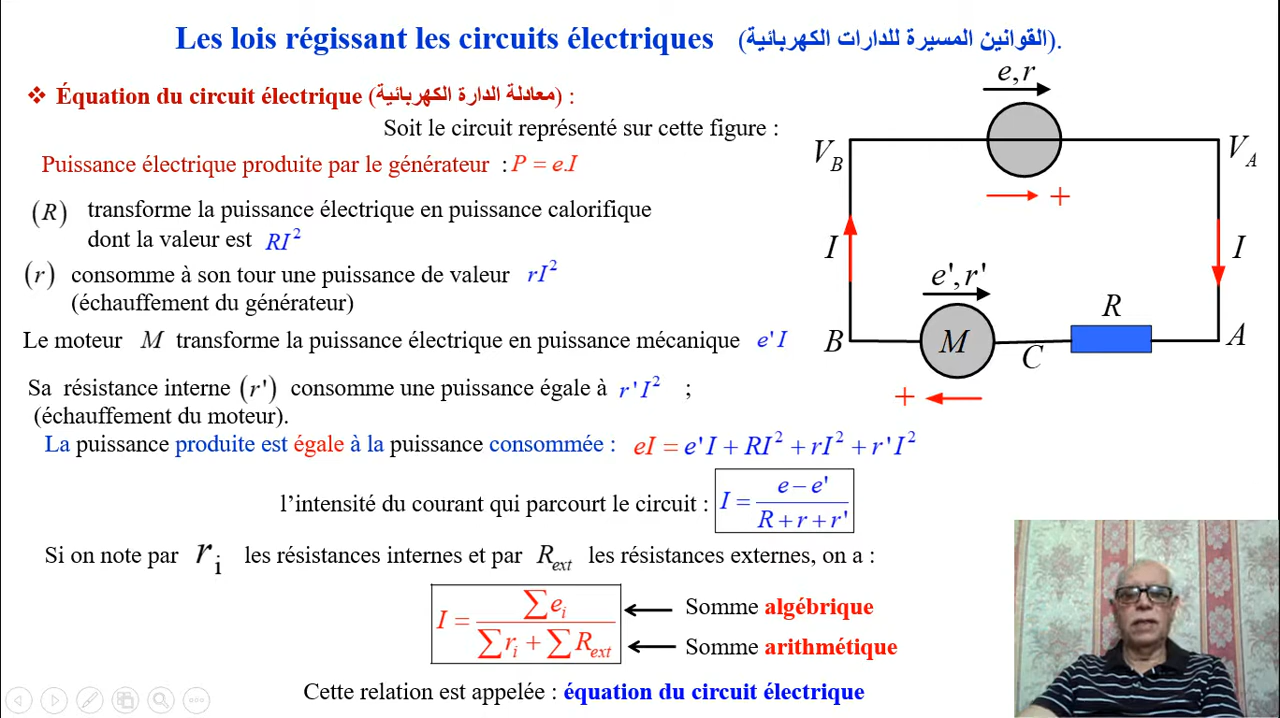 Les lois régissant les circuits électriques (القوانين المسيرة للدارات الكهربائية).
❖ Équation du circuit électrique (معادلة الدارة الكهربائية) :
Soit le circuit représenté sur cette figure :
Puissance électrique produite par le générateur : P = e.I
(R) transforme la puissance électrique en puissance calorifique
dont la valeur est RI²
(r) consomme à son tour une puissance de valeur rI²
(échauffement du générateur)
Le moteur M transforme la puissance électrique en puissance mécanique e'I
Sa résistance interne (r') consomme une puissance égale à r'I² ;
(échauffement du moteur).
La puissance produite est égale à la puissance consommée : eI = e'I + RI² + rI² + r'I²
l’intensité du courant qui parcourt le circuit : I = (e − e') / (R + r + r')
Si on note par r_i les résistances internes et par R_ext les résistances externes, on a :
I = ∑e_i / (∑r_i + ∑R_ext)
Somme algébrique
Somme arithmétique
Cette relation est appelée : équation du circuit électrique
e,r
V_B
V_A
+
I
I
e',r'
R
B
M
C
A
+